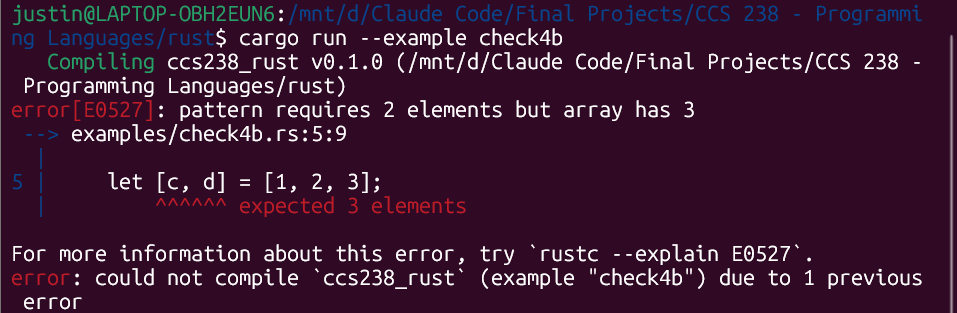 justin@LAPTOP-OBH2EUN6:/mnt/d/Claude Code/Final Projects/CCS 238 - Programmi
ng Languages/rust$ cargo run --example check4b
   Compiling ccs238_rust v0.1.0 (/mnt/d/Claude Code/Final Projects/CCS 238 -
 Programming Languages/rust)
error[E0527]: pattern requires 2 elements but array has 3
 --> examples/check4b.rs:5:9
  |
5 |     let [c, d] = [1, 2, 3];
  |         ^^^^^^ expected 3 elements

For more information about this error, try `rustc --explain E0527`.
error: could not compile `ccs238_rust` (example "check4b") due to 1 previous
 error